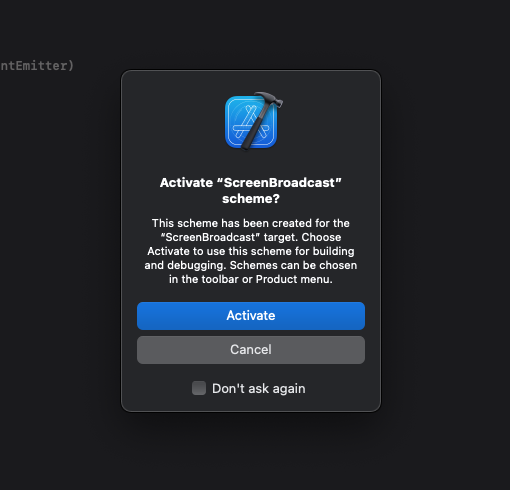 ntEmitter)
Activate “ScreenBroadcast”
scheme?
This scheme has been created for the
“ScreenBroadcast” target. Choose
Activate to use this scheme for building
and debugging. Schemes can be chosen
in the toolbar or Product menu.
Activate
Cancel
Don't ask again